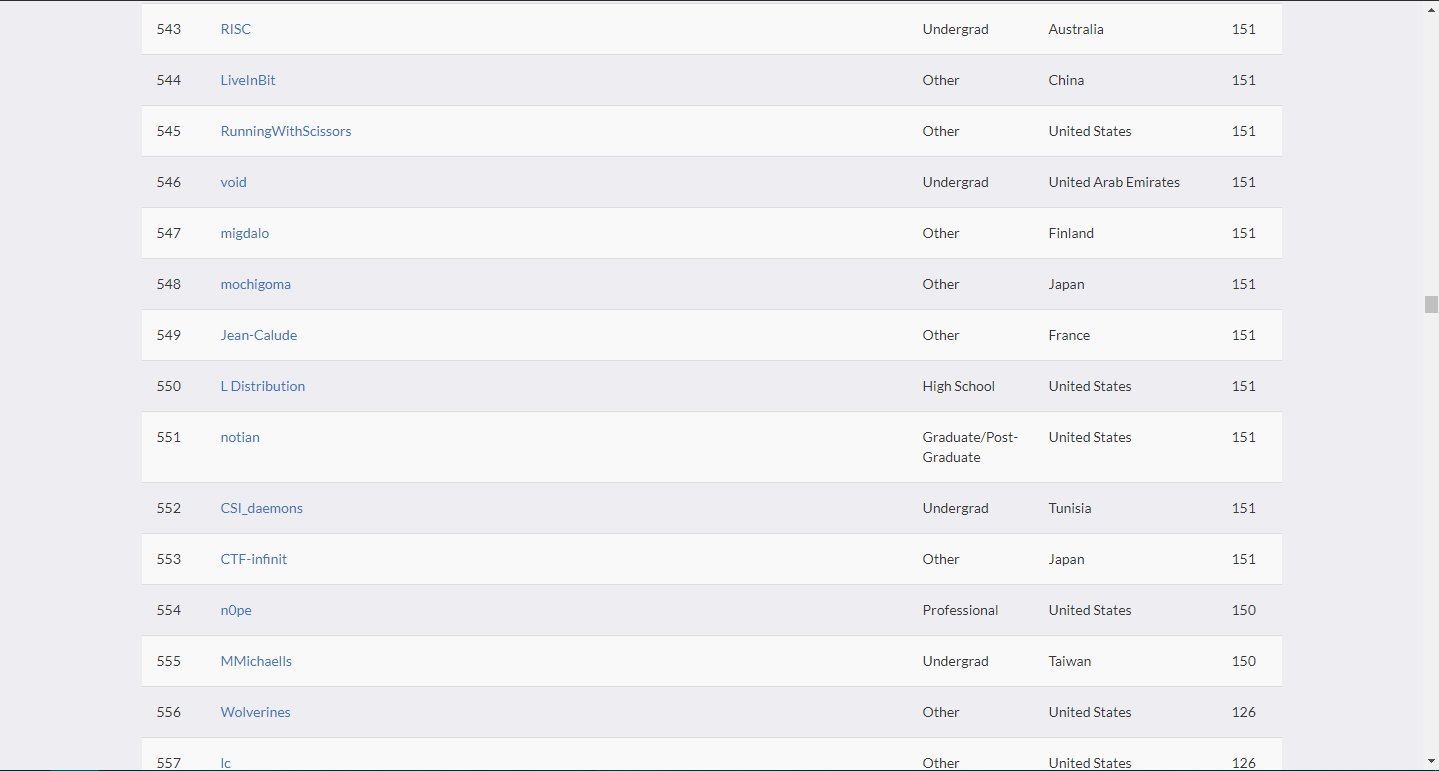 543 RISC Undergrad Australia 151
544 LiveInBit Other China 151
545 RunningWithScissors Other United States 151
546 void Undergrad United Arab Emirates 151
547 migdalo Other Finland 151
548 mochigoma Other Japan 151
549 Jean-Calude Other France 151
550 L Distribution High School United States 151
551 notian Graduate/Post- United States 151
Graduate
552 CSI_daemons Undergrad Tunisia 151
553 CTF-infinit Other Japan 151
554 n0pe Professional United States 150
555 MMichaells Undergrad Taiwan 150
556 Wolverines Other United States 126
557 lc Other United States 126